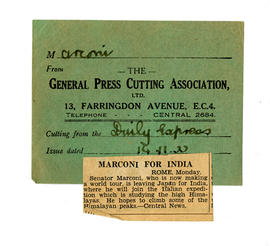 M arconi
From
— THE —
GENERAL PRESS CUTTING ASSOCIATION,
LTD.
13, FARRINGDON AVENUE, E.C.4.
TELEPHONE - - - CENTRAL 2684.
Cutting from the Daily Express
Issue dated
MARCONI FOR INDIA
ROME, Monday.
Senator Marconi, who is now making
a world tour, is leaving Japan for India,
where he will join the Italian expedi-
tion which is studying the high Hima-
layas. He hopes to climb some of the
Himalayan peaks.—Central News.